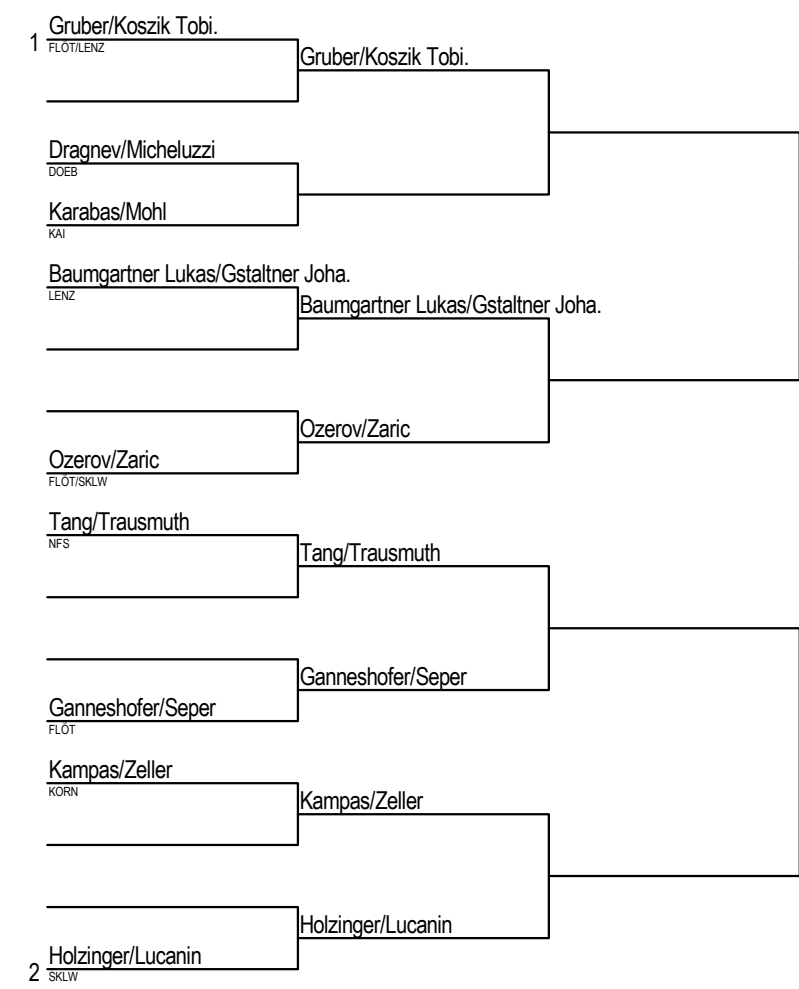 Gruber/Koszik Tobi.
1 FLÖT/LENZ
Gruber/Koszik Tobi.
Dragnev/Micheluzzi
DOEB
Karabas/Mohl
KAI
Baumgartner Lukas/Gstaltner Joha.
LENZ
Baumgartner Lukas/Gstaltner Joha.
Ozerov/Zaric
Ozerov/Zaric
FLÖT/SKLW
Tang/Trausmuth
NFS
Tang/Trausmuth
Ganneshofer/Seper
Ganneshofer/Seper
FLÖT
Kampas/Zeller
KORN
Kampas/Zeller
Holzinger/Lucanin
Holzinger/Lucanin
2 SKLW